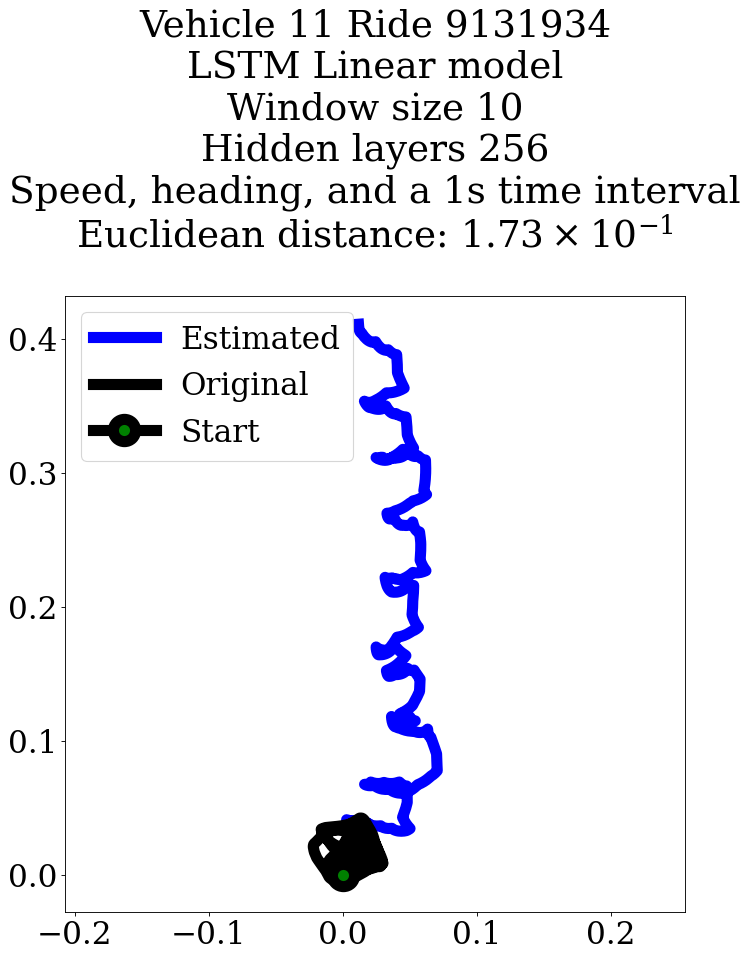 Vehicle 11 Ride 9131934
LSTM Linear model
Window size 10
Hidden layers 256
Speed, heading, and a 1s time interval
Euclidean distance: 1.73 × 10⁻¹
Estimated
Original
Start
0.4
0.3
0.2
0.1
0.0
−0.2 −0.1 0.0 0.1 0.2